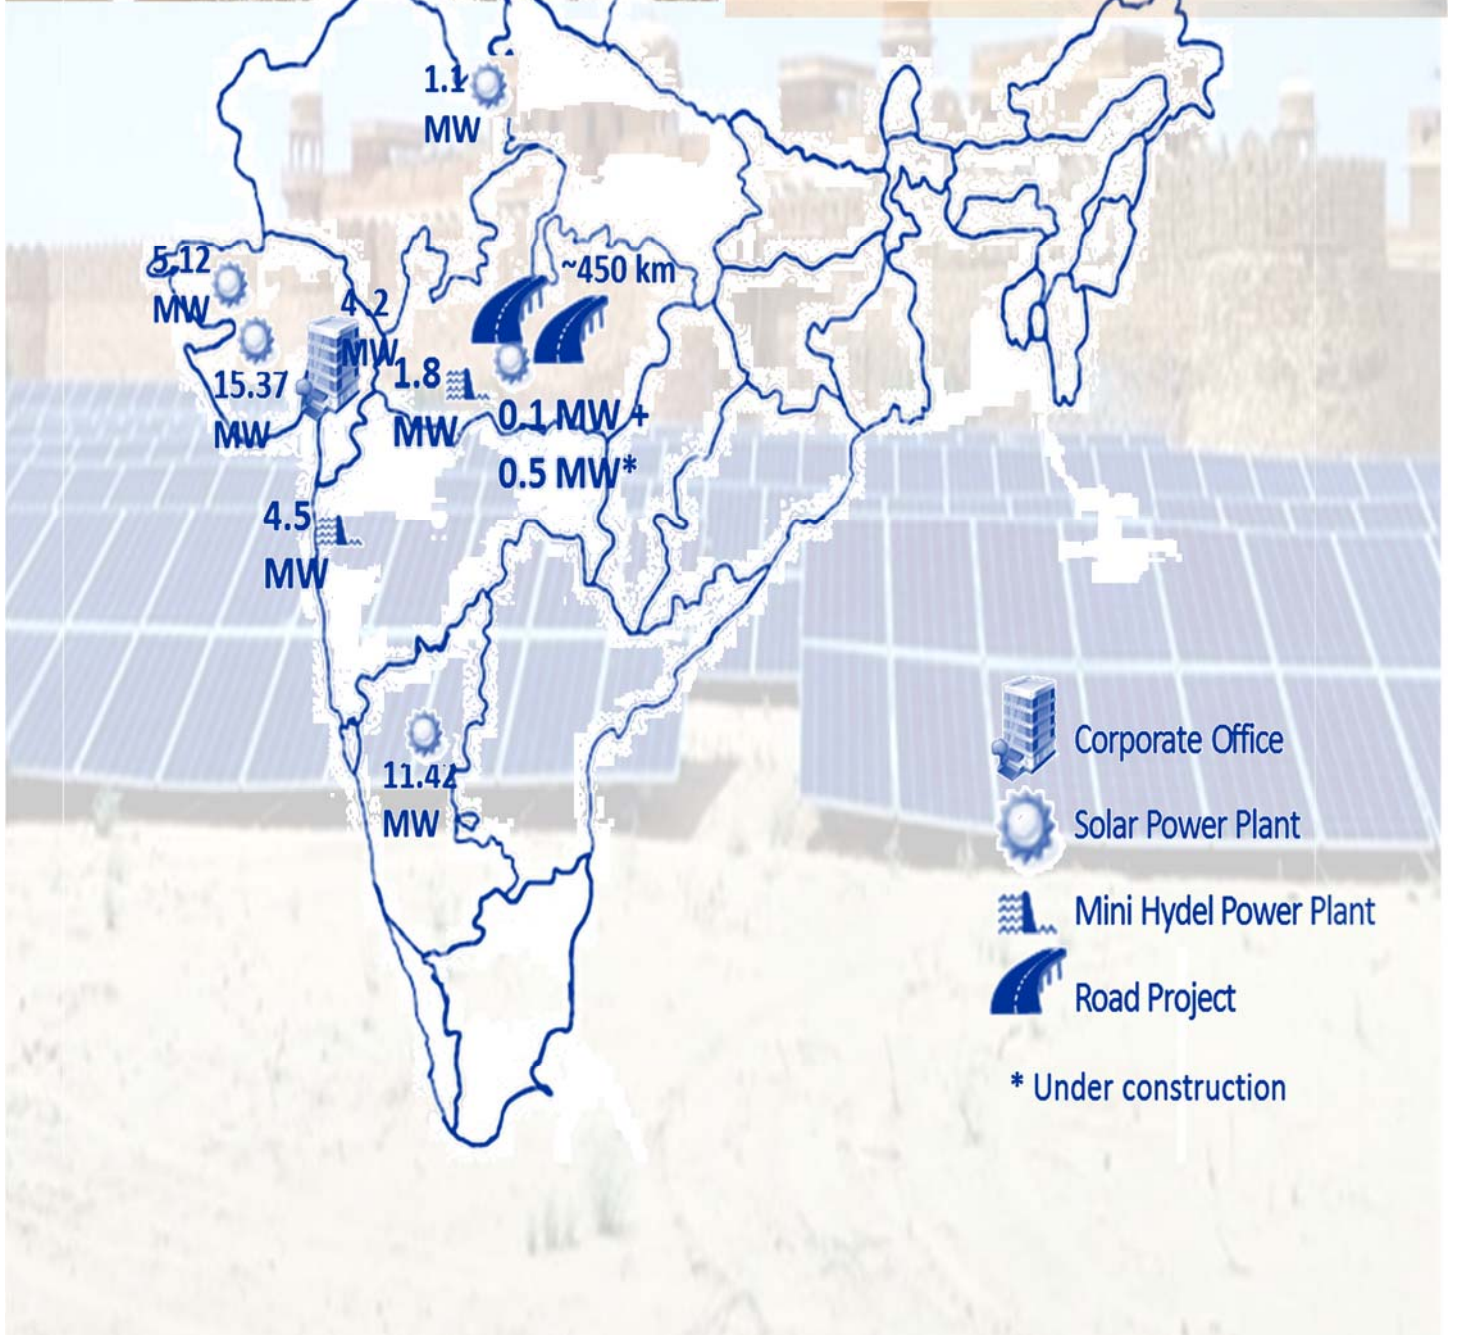 1.1
MW
~450 km
5.12
MW
4.2
MW
15.37
MW
1.8
MW
0.1 MW +
0.5 MW*
4.5
MW
11.42
MW
Corporate Office
Solar Power Plant
Mini Hydel Power Plant
Road Project
* Under construction